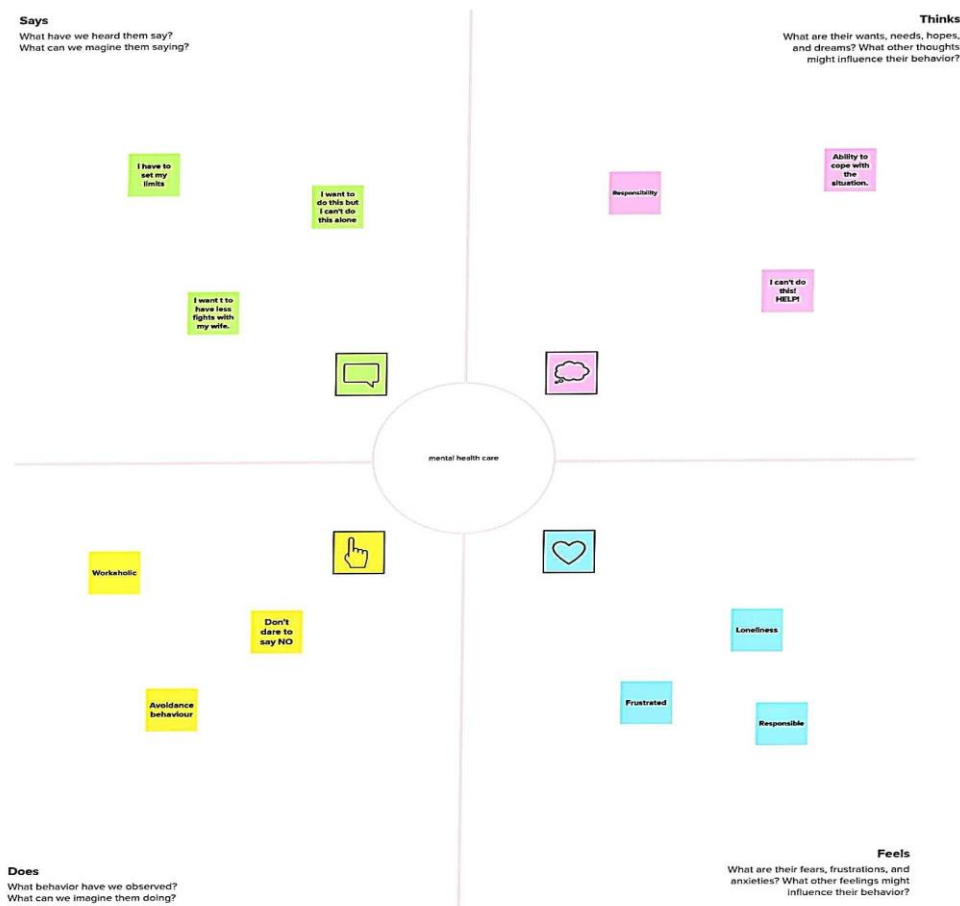 Says
What have we heard them say?
What can we magine them saying?
Thinks
What are their wants, needs, hopes,
and dreams? What other thoughts
might influence their behavior?
I have to
set my
limits
I want to
do this but
I can't do
this alone
I want t to
have less
fights with
my wife.
Responsibility
Ability to
cope with
the
situation.
I can't do
this!
HELP!
mental health care
Workaholic
Don't
dare to
say NO
Avoidance
behaviour
Loneliness
Frustrated
Responsible
Does
What behavior have we observed?
What can we imagine them doing?
Feels
What are their fears, frustrations, and
anxieties? What other feelings might
influence their behavior?